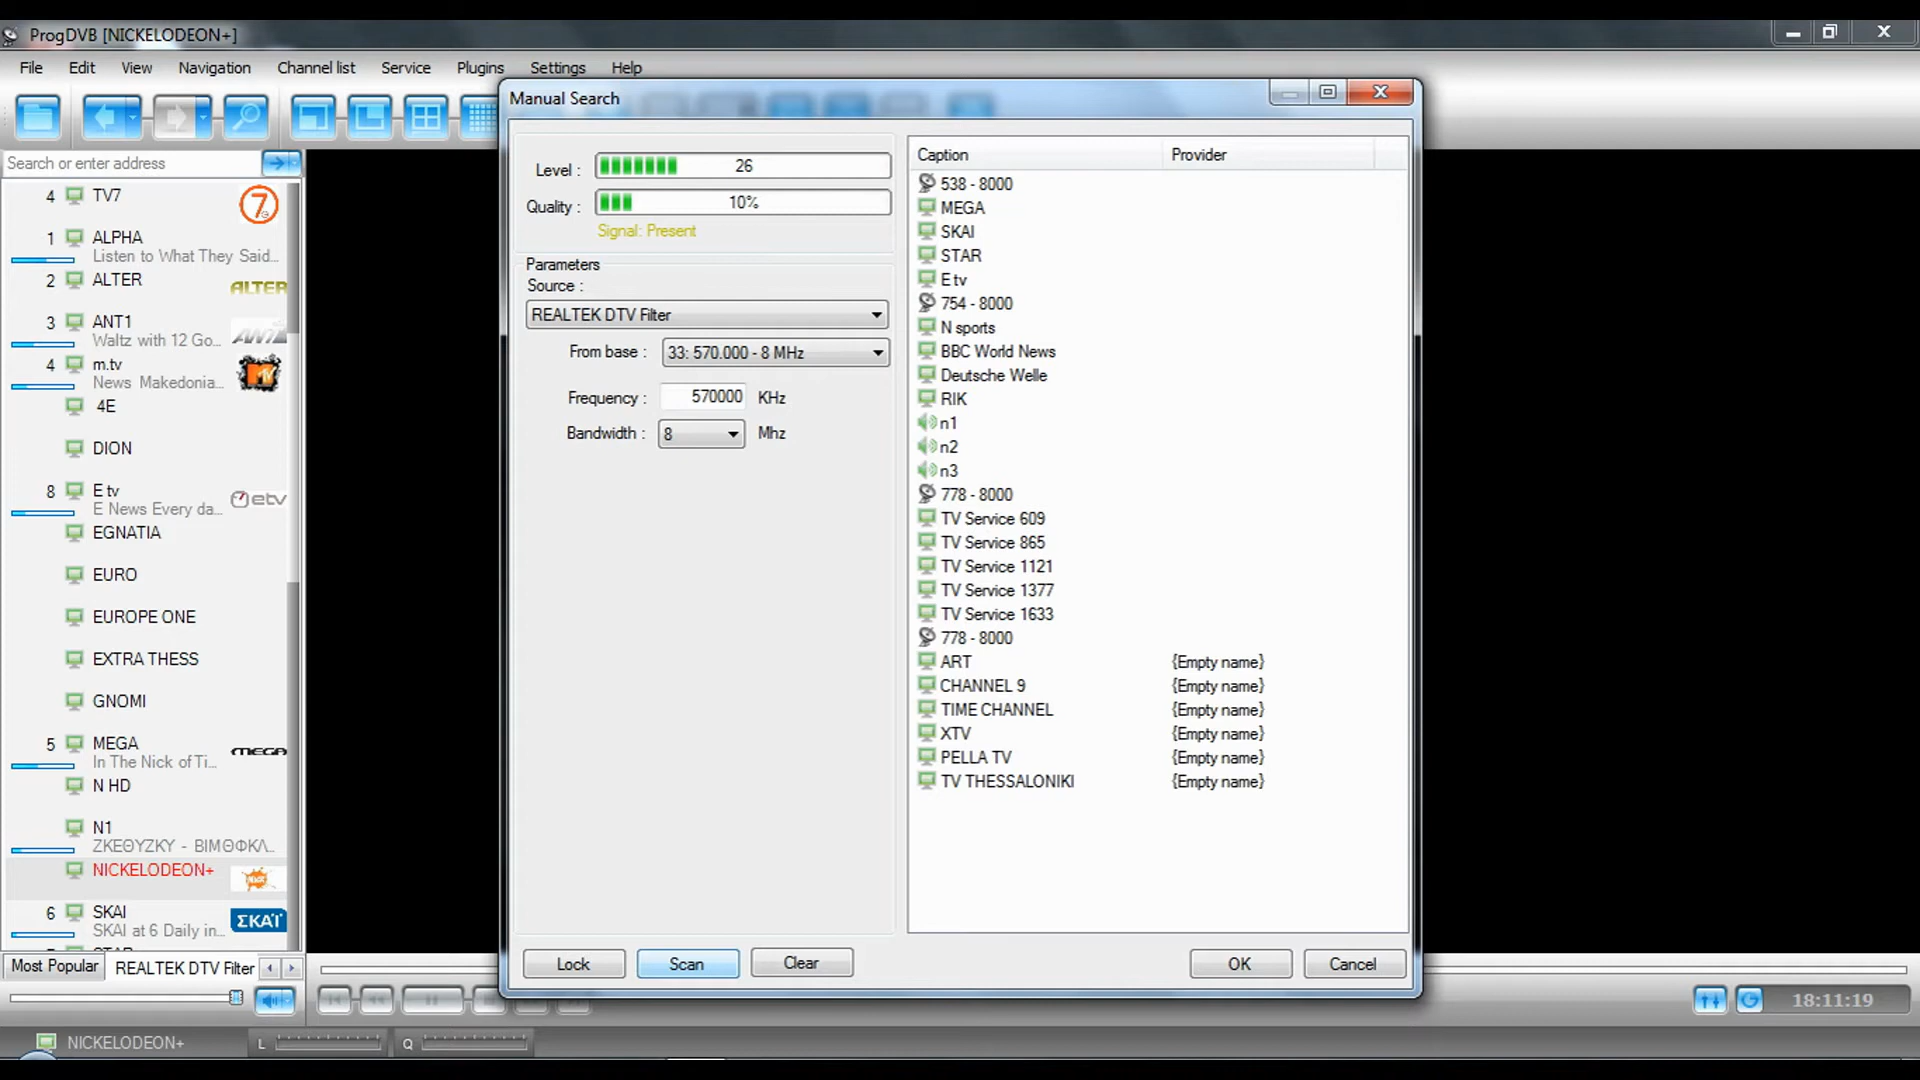 ProgDVB [NICKELODEON+]
File Edit View Navigation Channel list Service Plugins Settings Help
Search or enter address
4 TV7
7
1 ALPHA
Listen to What They Said...
2 ALTER
ALTER
3 ANT1
Waltz with 12 Go...
ANT1
4 m.tv
News Makedonia...
4E
DION
8 E tv
E News Every da...
etv
EGNATIA
EURO
EUROPE ONE
EXTRA THESS
GNOMI
5 MEGA
In The Nick of Ti...
MEGA
N HD
N1
ΖΚΕΘΥΖΚΥ - ΒΙΜΘΦΚΛ...
NICKELODEON+
6 SKAI
SKAI at 6 Daily in...
ΣΚΑΪ
Most Popular REALTEK DTV Filter
NICKELODEON+ L Q
18:11:19
Manual Search
Level : 26
Quality : 10%
Signal: Present
Parameters
Source :
REALTEK DTV Filter
From base : 33: 570.000 - 8 MHz
Frequency : 570000 KHz
Bandwidth : 8 Mhz
Lock Scan Clear OK Cancel
Caption Provider
538 - 8000
MEGA
SKAI
STAR
E tv
754 - 8000
N sports
BBC World News
Deutsche Welle
RIK
n1
n2
n3
778 - 8000
TV Service 609
TV Service 865
TV Service 1121
TV Service 1377
TV Service 1633
778 - 8000
ART {Empty name}
CHANNEL 9 {Empty name}
TIME CHANNEL {Empty name}
XTV {Empty name}
PELLA TV {Empty name}
TV THESSALONIKI {Empty name}